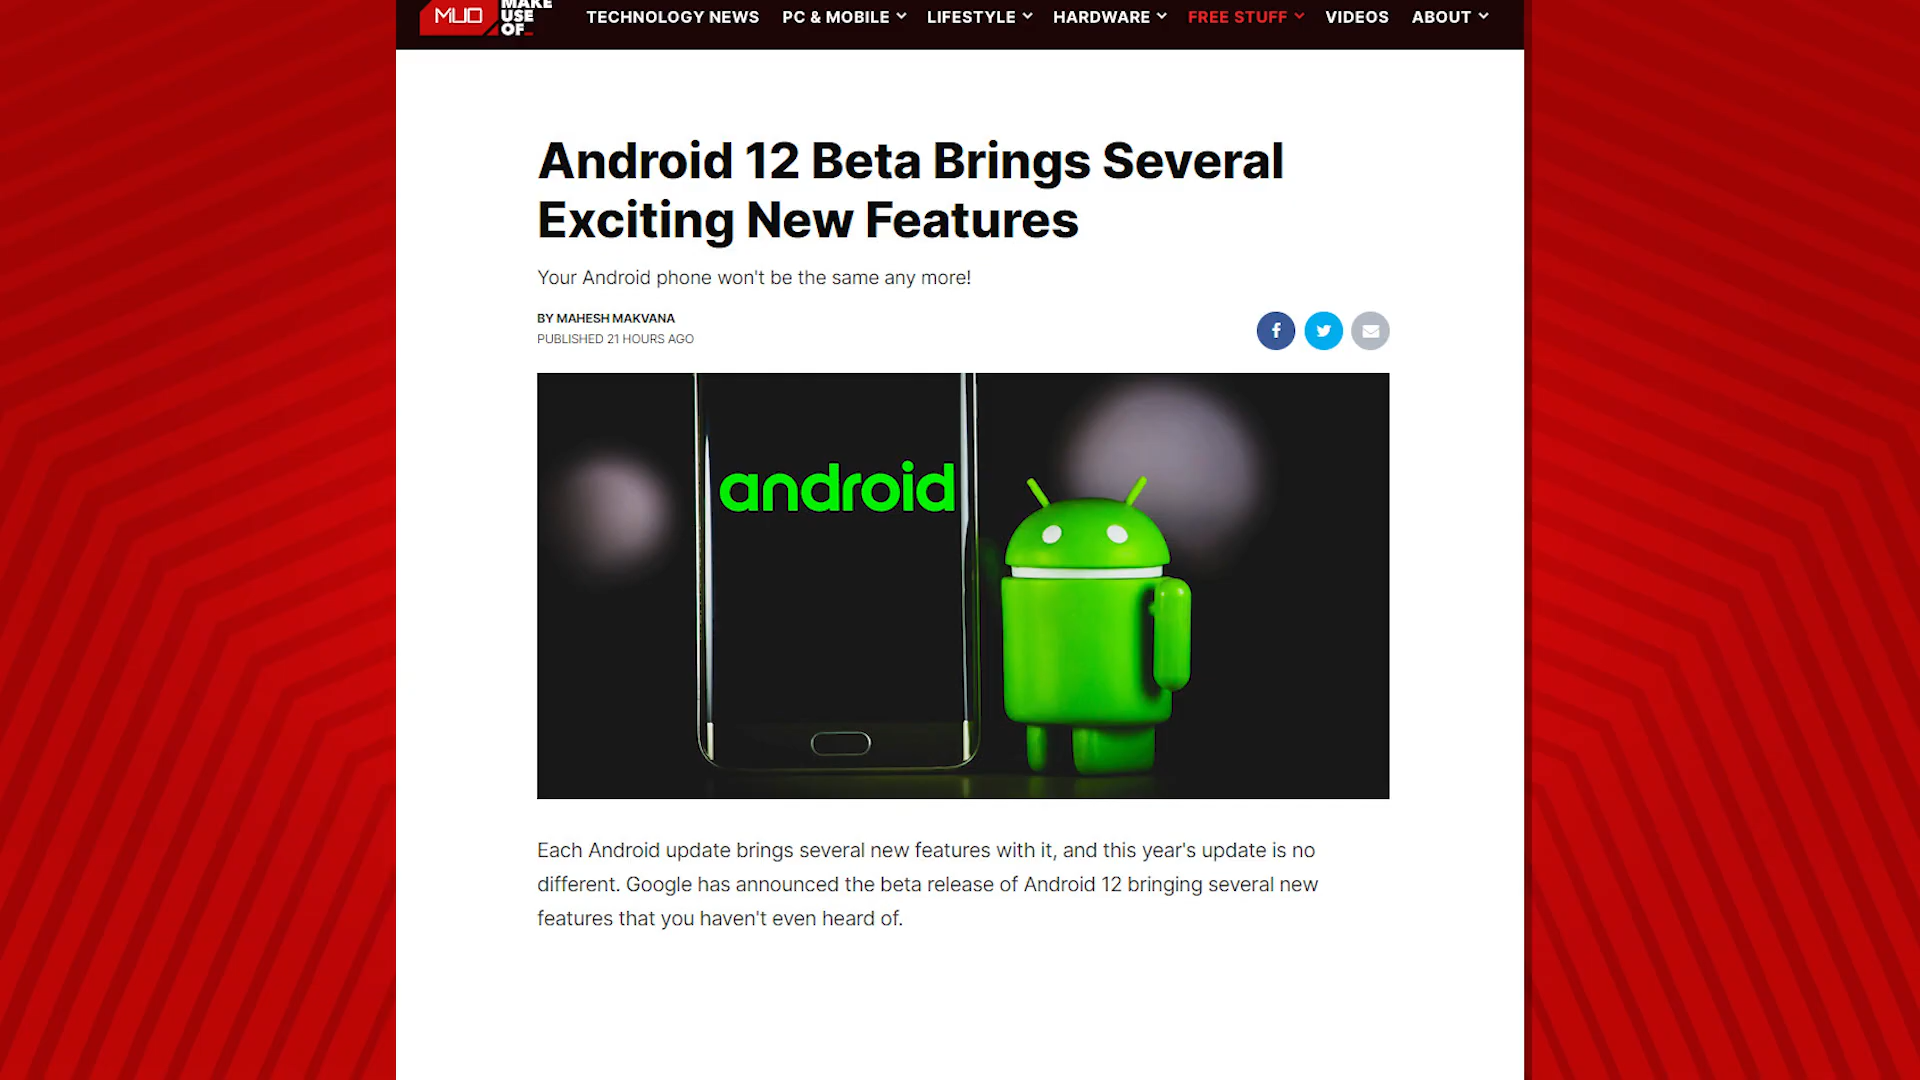 MUO
MAKE
USE
OF_
TECHNOLOGY NEWS
PC & MOBILE
LIFESTYLE
HARDWARE
FREE STUFF
VIDEOS
ABOUT
Android 12 Beta Brings Several
Exciting New Features
Your Android phone won't be the same any more!
BY MAHESH MAKVANA
PUBLISHED 21 HOURS AGO
android
Each Android update brings several new features with it, and this year's update is no
different. Google has announced the beta release of Android 12 bringing several new
features that you haven't even heard of.